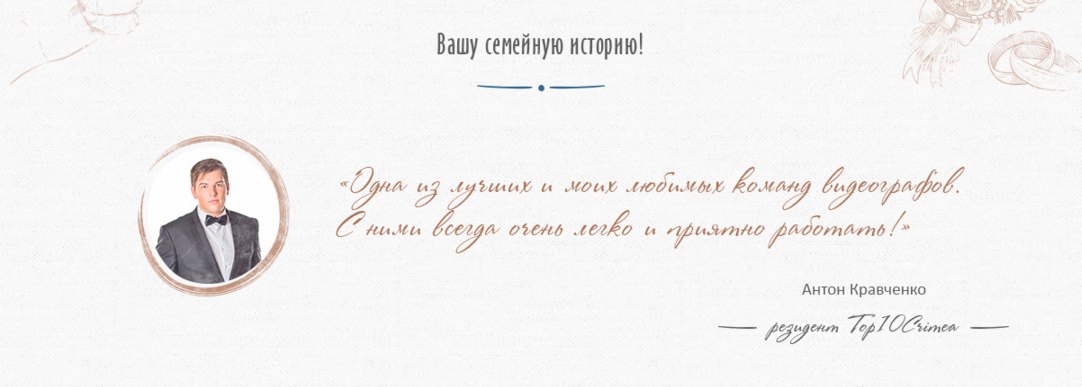 Вашу семейную историю!
«Одна из лучших и моих любимых команд видеографов.
С ними всегда очень легко и приятно работать!»
Антон Кравченко
резидент Top10Crimea